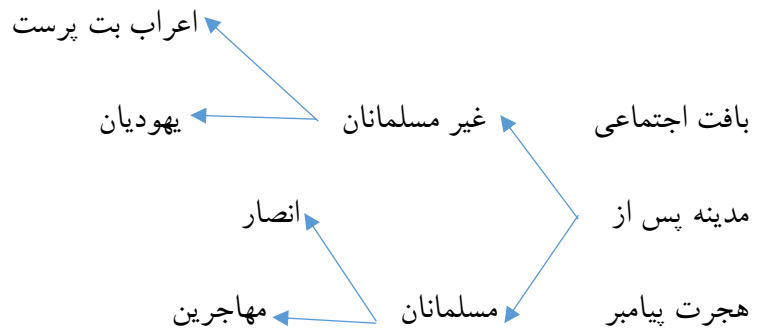 اعراب بت پرست
بافت اجتماعی غیر مسلمانان یهودیان
مدینه پس از انصار
هجرت پیامبر مسلمانان مهاجرین